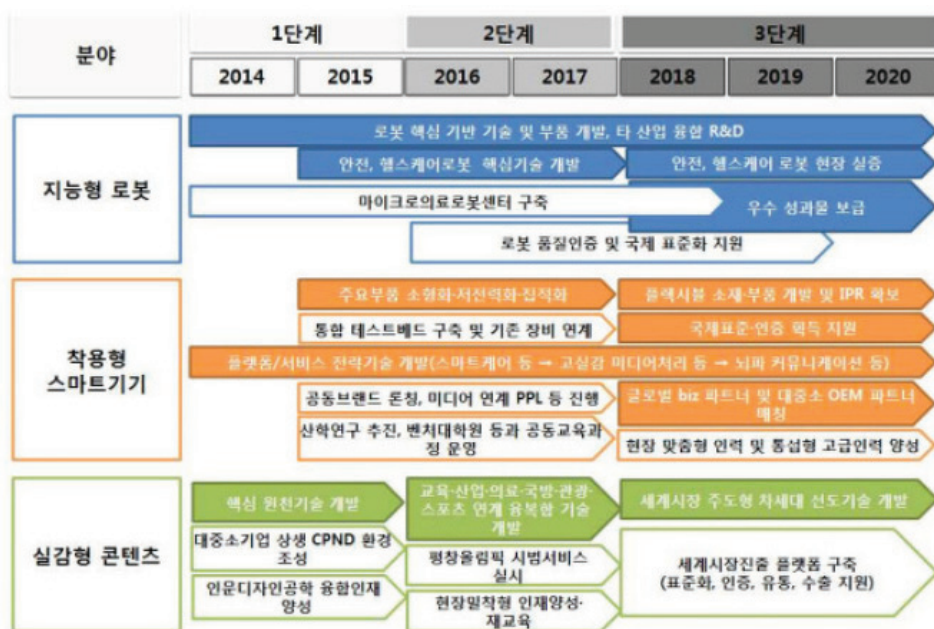 분야
1단계
2단계
3단계
2014
2015
2016
2017
2018
2019
2020
지능형 로봇
로봇 핵심 기반 기술 및 부품 개발, 타 산업 융합 R&D
안전, 헬스케어로봇 핵심기술 개발
안전, 헬스케어 로봇 현장 실증
마이크로의료로봇센터 구축
우수 성과물 보급
로봇 품질인증 및 국제 표준화 지원
착용형
스마트기기
주요부품 소형화·저전력화·집적화
플랙시블 소재·부품 개발 및 IPR 확보
통합 테스트베드 구축 및 기존 장비 연계
국제표준·인증 획득 지원
플랫폼/서비스 전략기술 개발(스마트케어 등 → 고실감 미디어처리 등 → 뇌파 커뮤니케이션 등)
공동브랜드 론칭, 미디어 연계 PPL 등 진행
글로벌 biz 파트너 및 대중소 OEM 파트너
매칭
산학연구 추진, 벤처대학원 등과 공동교육과
정 운영
현장 맞춤형 인력 및 통섭형 고급인력 양성
실감형 콘텐츠
핵심 원천기술 개발
교육·산업·의료·국방·관광·
스포츠 연계 융복합 기술
개발
세계시장 주도형 차세대 선도기술 개발
대중소기업 상생 CPND 환경
조성
평창올림픽 시범서비스
실시
세계시장진출 플랫폼 구축
(표준화, 인증, 유통, 수출 지원)
인문디자인공학 융합인재
양성
현장밀착형 인재양성·
재교육